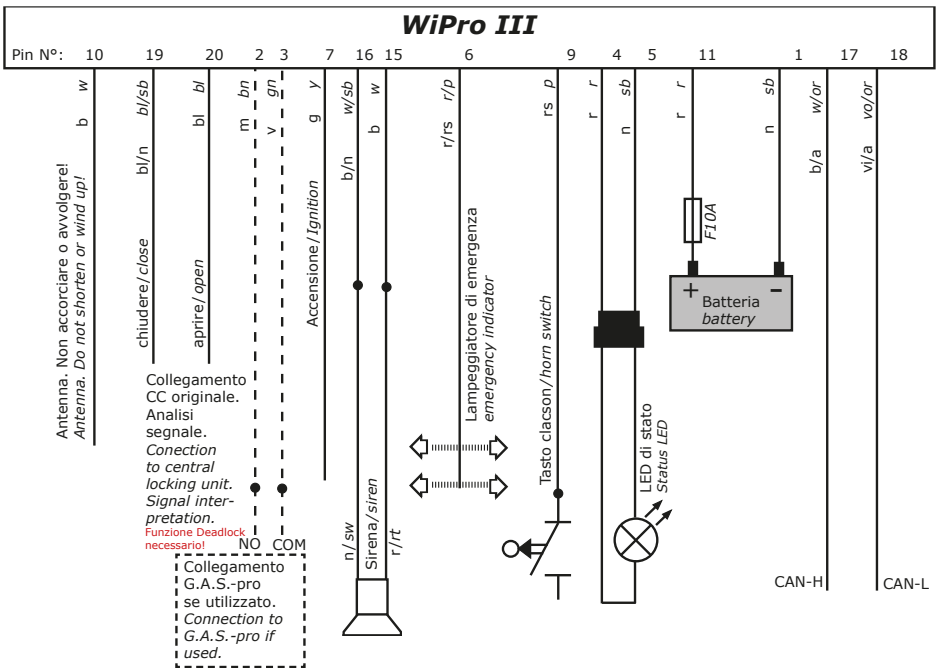 WiPro III
Pin N°: 10 19 20 2 3 7 16 15 6 9 4 5 11 1 17 18
b w
bl/n bl/sb
bl bl
m bn
v gn
g y
b/n w/sb
b w
r/rs r/p
rs p
r r
n sb
r r
n sb
b/a w/or
vi/a vo/or
Antenna. Non accorciare o avvolgere!
Antenna. Do not shorten or wind up!
chiudere/close
aprire/open
Accensione/Ignition
Lampeggiatore di emergenza
emergency indicator
Tasto clacson/horn switch
F10A
+ −
Batteria
battery
LED di stato
Status LED
Collegamento
CC originale.
Analisi
segnale.
Conection
to central
locking unit.
Signal inter-
pretation.
Funzione Deadlock
necessario!
NO COM
n/sw
Sirena/siren
r/rt
Collegamento
G.A.S.-pro
se utilizzato.
Connection to
G.A.S.-pro if
used.
CAN-H
CAN-L